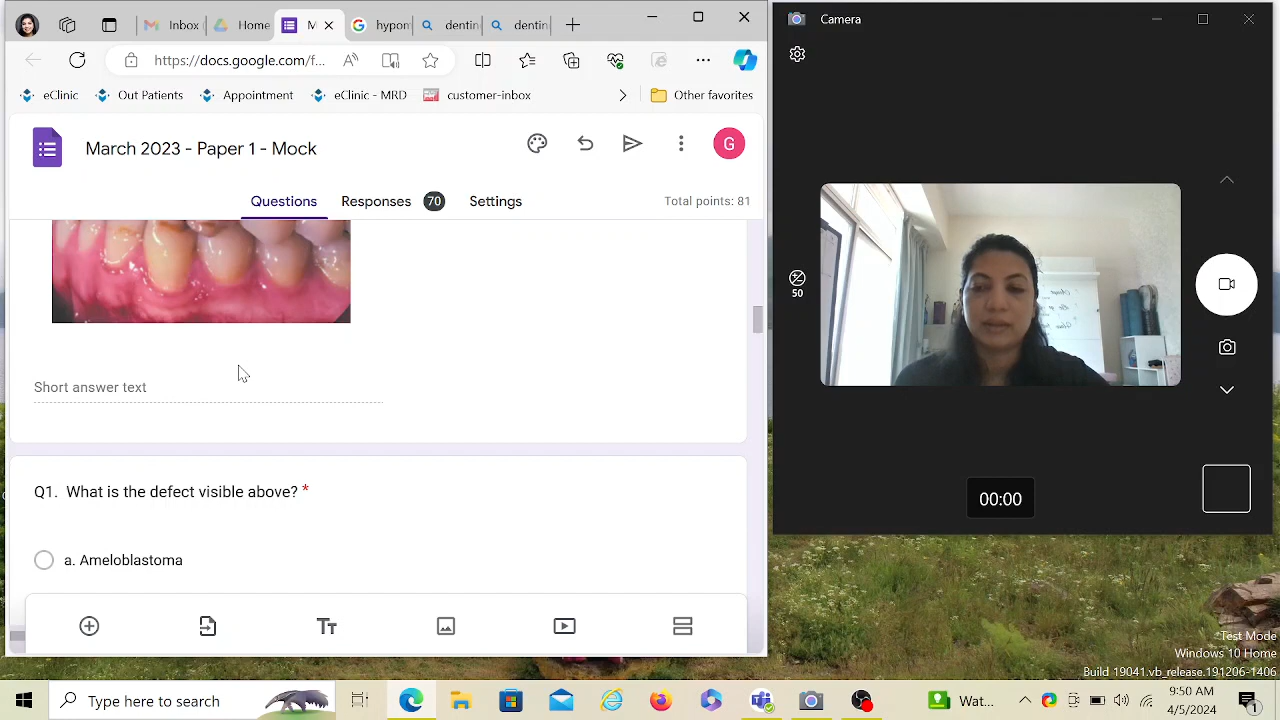 Inbox
Home
M
hypor
dentin
dentin
https://docs.google.com/f...
eClinic
Out Patients
Appointment
eClinic - MRD
customer-inbox
Other favorites
March 2023 - Paper 1 - Mock
G
Questions
Responses
70
Settings
Total points: 81
Short answer text
Q1. What is the defect visible above? *
a. Ameloblastoma
Tт
Camera
50
00:00
Test Mode
Windows 10 Home
Build 19041.vb_release.191206-1406
Type here to search
Wat...
9:50 AM
4/5/2024
1